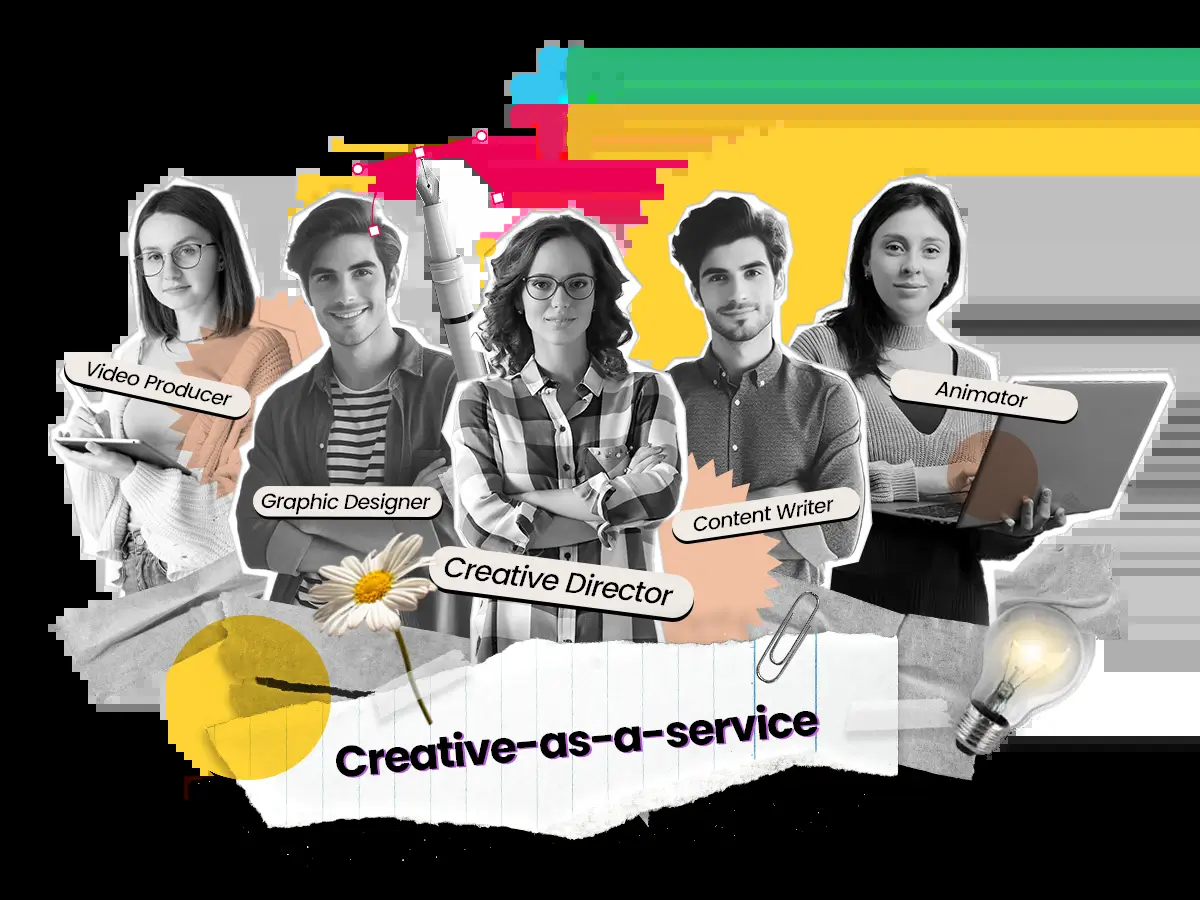 Video Producer
Graphic Designer
Creative Director
Content Writer
Animator
Creative-as-a-service